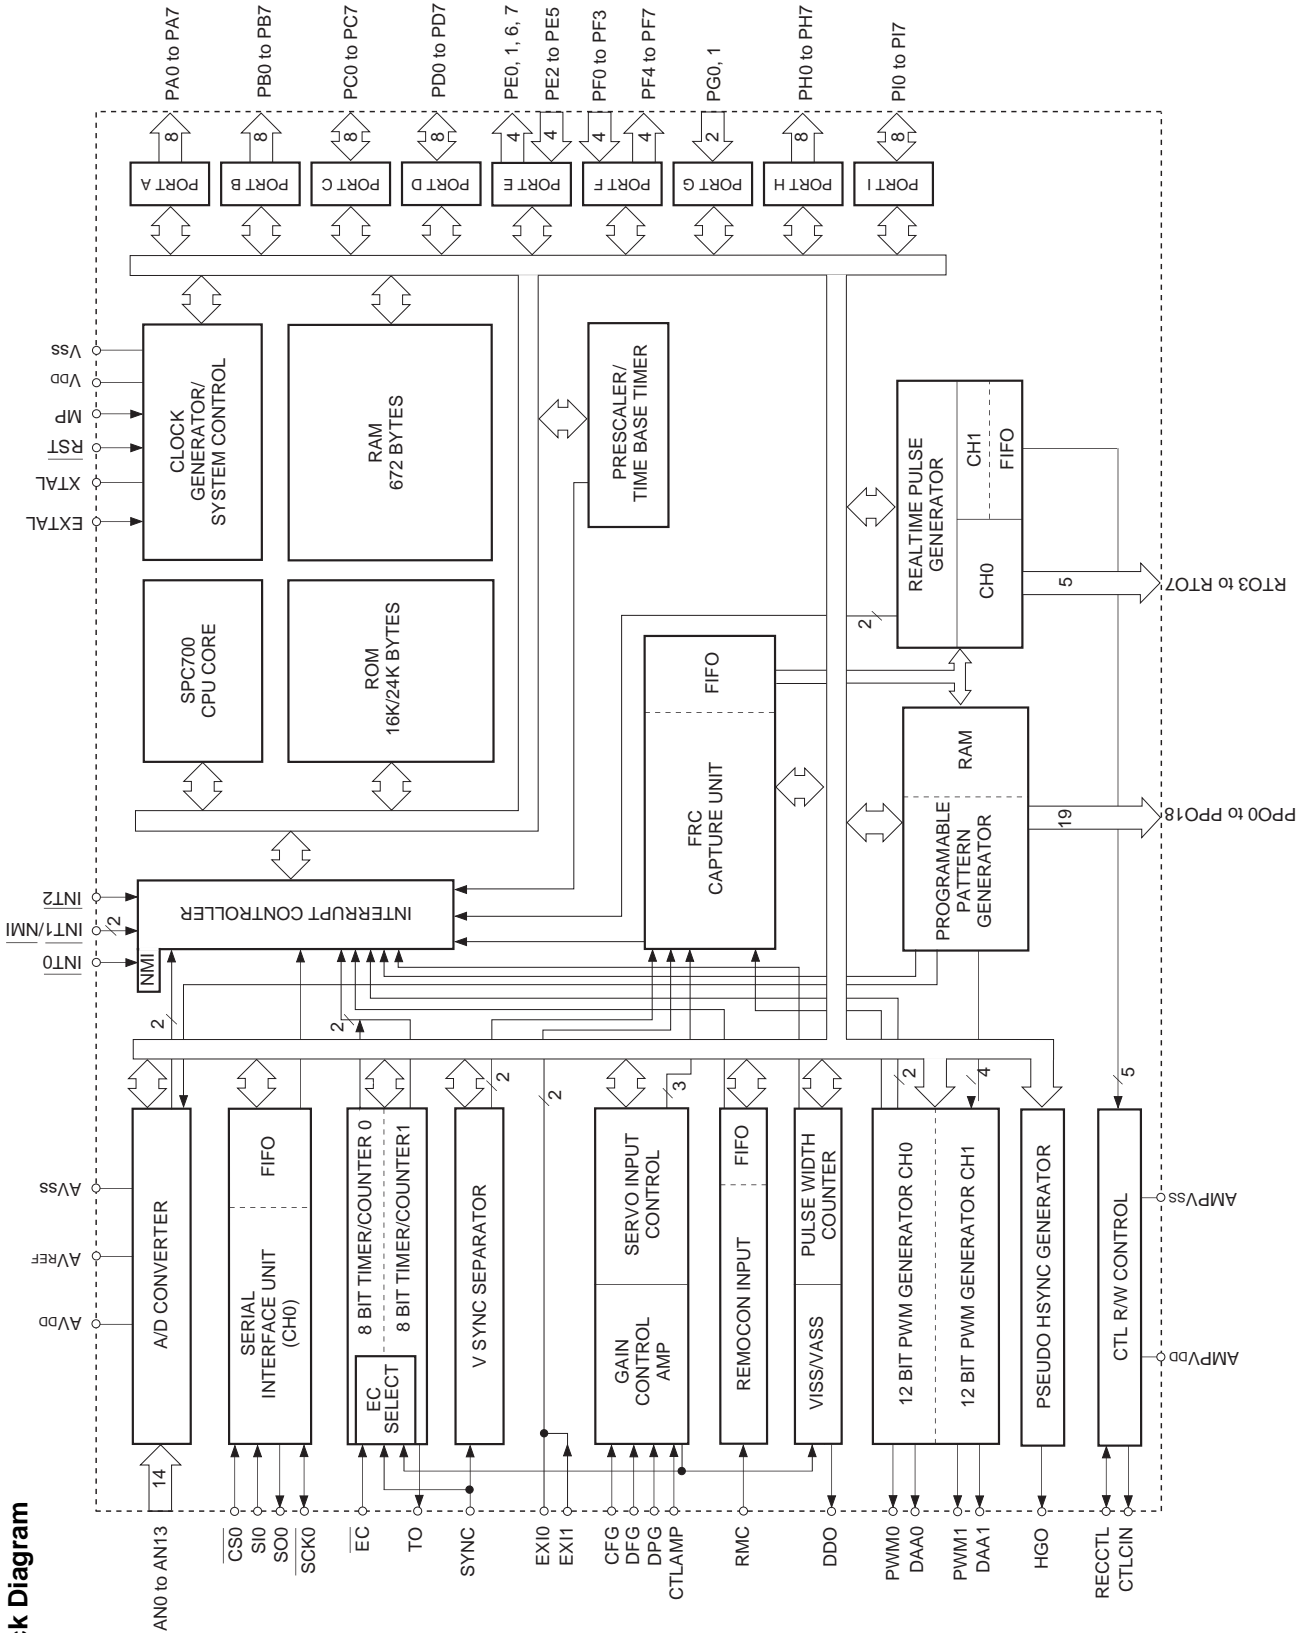 ck Diagram
PA0 to PA7
PB0 to PB7
PC0 to PC7
PD0 to PD7
PE0, 1, 6, 7
PE2 to PE5
PF0 to PF3
PF4 to PF7
PG0, 1
PH0 to PH7
PI0 to PI7
8
8
8
8
4
4
4
4
2
8
8
PORT A
PORT B
PORT C
PORT D
PORT E
PORT F
PORT G
PORT H
PORT I
VSS
VDD
MP
RST
XTAL
EXTAL
CLOCK
GENERATOR/
SYSTEM CONTROL
RAM
672 BYTES
PRESCALER/
TIME BASE TIMER
REALTIME PULSE
GENERATOR
CH1
FIFO
CH0
5
RTO3 to RTO7
SPC700
CPU CORE
ROM
16K/24K BYTES
2
FIFO
FRC
CAPTURE UNIT
RAM
PROGRAMABLE
PATTERN
GENERATOR
19
PPO0 to PPO18
INT2
INT1/NMI
2
INT0
INTERRUPT CONTROLLER
NMI
2
2
2
2
3
2
4
5
AVSS
AVREF
AVDD
A/D CONVERTER
SERIAL
INTERFACE UNIT
(CH0)
FIFO
8 BIT TIMER/COUNTER 0
8 BIT TIMER/COUNTER1
EC
SELECT
V SYNC SEPARATOR
SERVO INPUT
CONTROL
GAIN
CONTROL
AMP
FIFO
REMOCON INPUT
PULSE WIDTH
COUNTER
VISS/VASS
12 BIT PWM GENERATOR CH0
12 BIT PWM GENERATOR CH1
PSEUDO HSYNC GENERATOR
CTL R/W CONTROL
AMPVSS
AMPVDD
14
AN0 to AN13
CS0
SI0
SO0
SCK0
EC
TO
SYNC
EXI0
EXI1
CFG
DFG
DPG
CTLAMP
RMC
DDO
PWM0
DAA0
PWM1
DAA1
HGO
RECCTL
CTLCIN